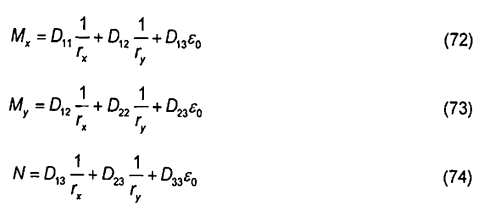 M_x = D_11 1/r_x + D_12 1/r_y + D_13 ε_0 (72)
M_y = D_12 1/r_x + D_22 1/r_y + D_23 ε_0 (73)
N = D_13 1/r_x + D_23 1/r_y + D_33 ε_0 (74)